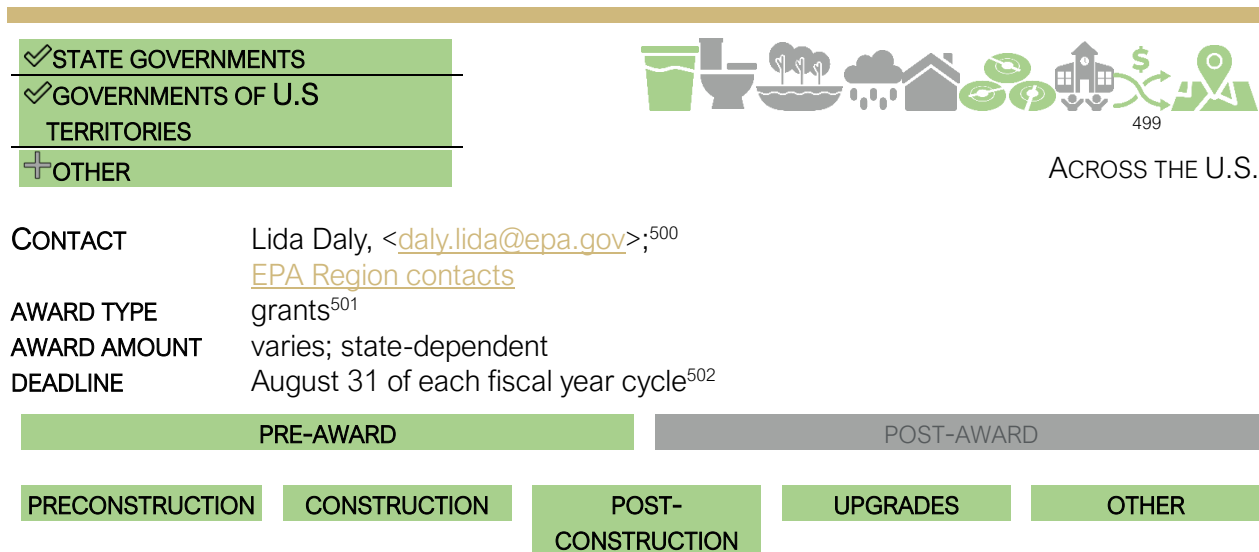 STATE GOVERNMENTS
GOVERNMENTS OF U.S
TERRITORIES
OTHER
$
499
ACROSS THE U.S.
CONTACT Lida Daly, <daly.lida@epa.gov>;500
EPA Region contacts
AWARD TYPE grants501
AWARD AMOUNT varies; state-dependent
DEADLINE August 31 of each fiscal year cycle502
PRE-AWARD POST-AWARD
PRECONSTRUCTION CONSTRUCTION POST-
CONSTRUCTION UPGRADES OTHER